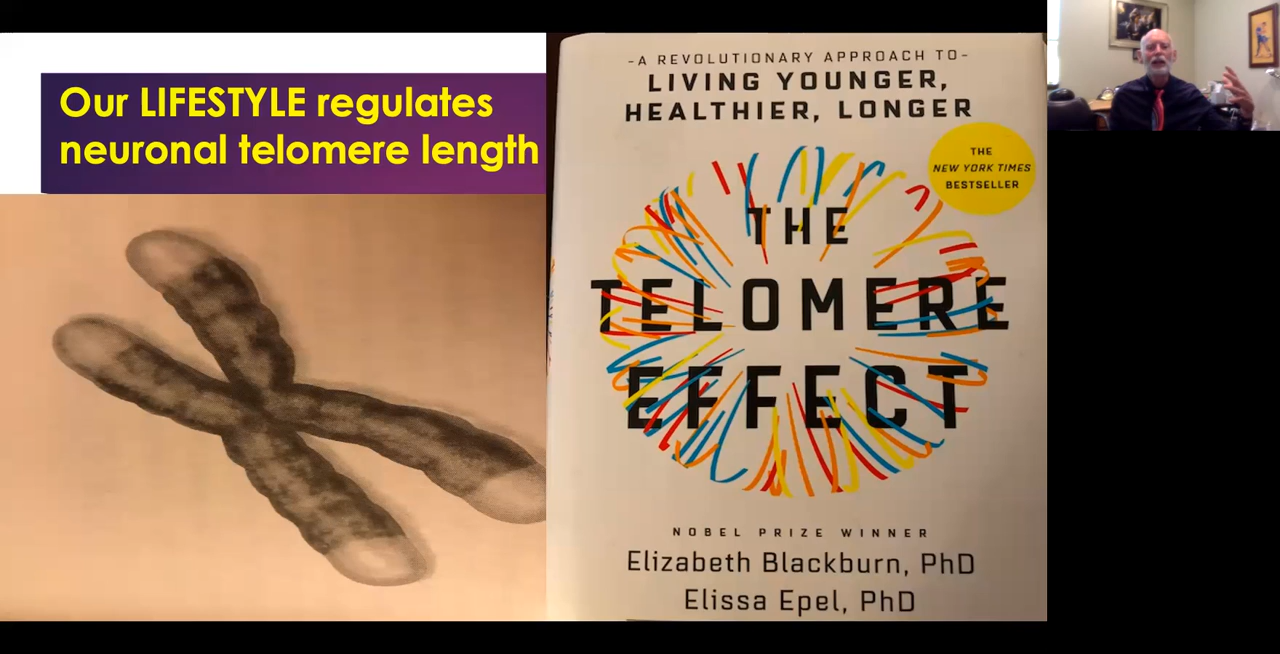 Our LIFESTYLE regulates
neuronal telomere length
-A REVOLUTIONARY APPROACH TO-
LIVING YOUNGER,
HEALTHIER, LONGER
THE
NEW YORK TIMES
BESTSELLER
THE
TELOMERE
EFFECT
NOBEL PRIZE WINNER
Elizabeth Blackburn, PhD
Elissa Epel, PhD